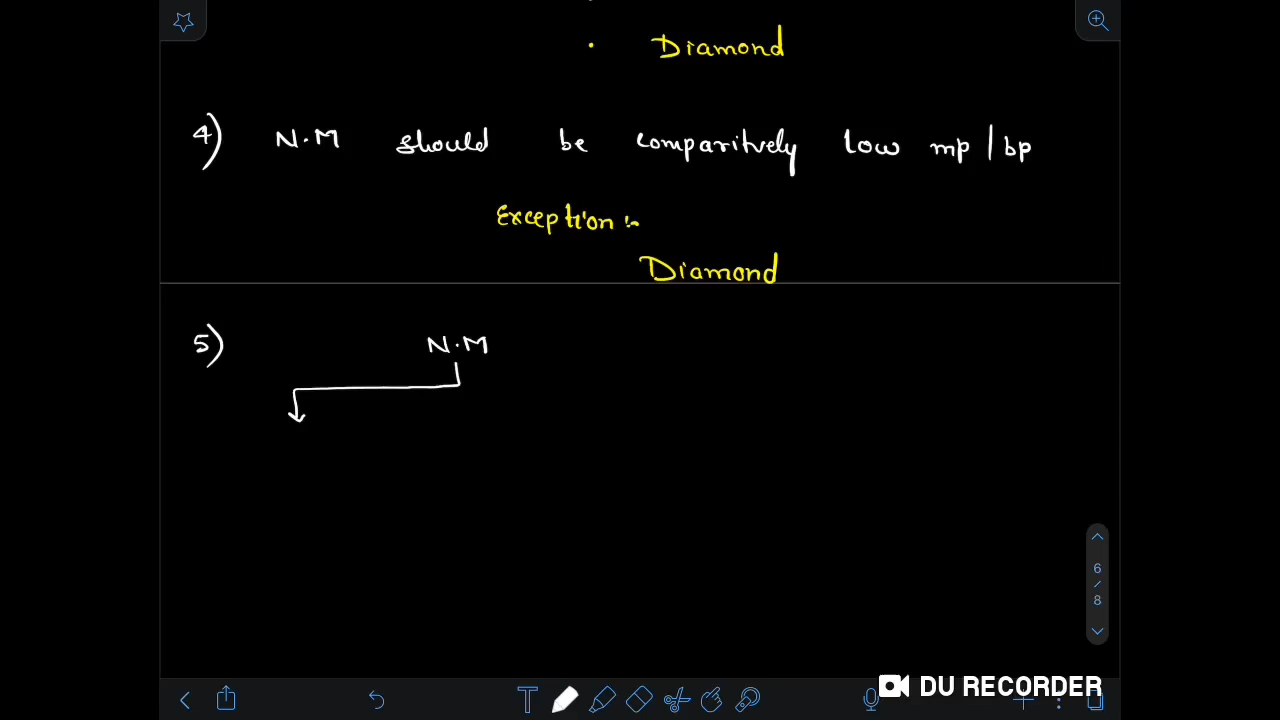 . Diamond
4) N.M should be comparitvely low mp/bp
Exception :-
Diamond
5) N.M
6
/
8
T
DU RECORDER